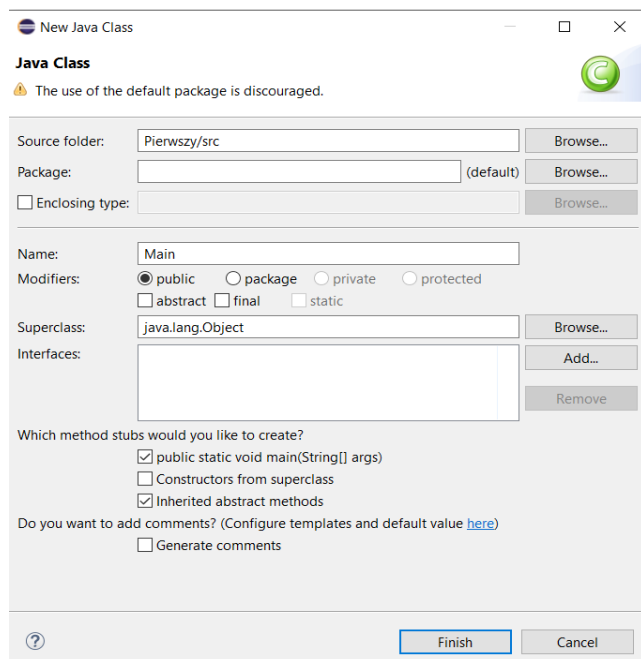 New Java Class
Java Class
The use of the default package is discouraged.
Source folder: Pierwszy/src Browse...
Package: (default) Browse...
Enclosing type: Browse...
Name: Main
Modifiers: public package private protected
abstract final static
Superclass: java.lang.Object Browse...
Interfaces: Add...
Remove
Which method stubs would you like to create?
public static void main(String[] args)
Constructors from superclass
Inherited abstract methods
Do you want to add comments? (Configure templates and default value here)
Generate comments
? Finish Cancel